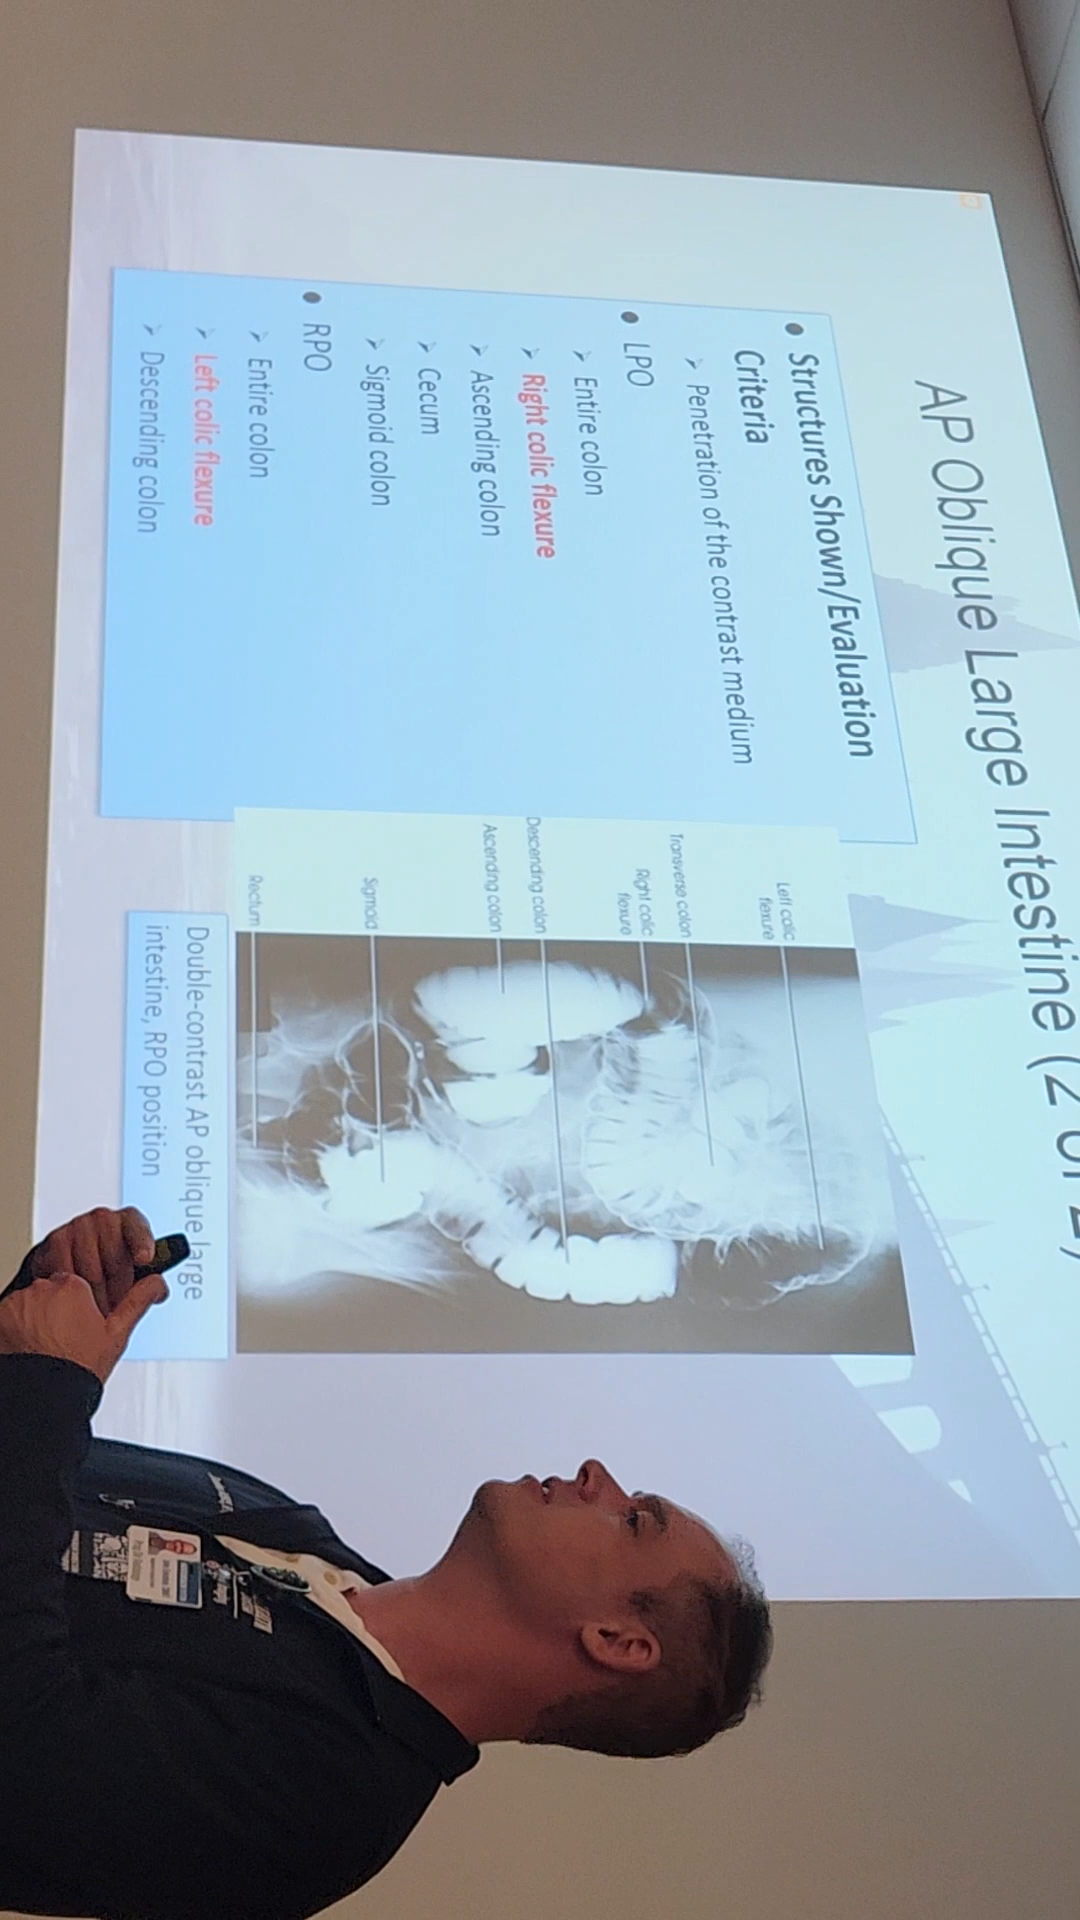 AP Oblique Large Intestine (2 of 2)
● Structures Shown/Evaluation
Criteria
➢ Penetration of the contrast medium
● LPO
➢ Entire colon
➢ Right colic flexure
➢ Ascending colon
➢ Cecum
➢ Sigmoid colon
● RPO
➢ Entire colon
➢ Left colic flexure
➢ Descending colon
Left colic
flexure
Transverse colon
Right colic
flexure
Descending colon
Ascending colon
Sigmoid
Rectum
Double-contrast AP oblique large
intestine, RPO position